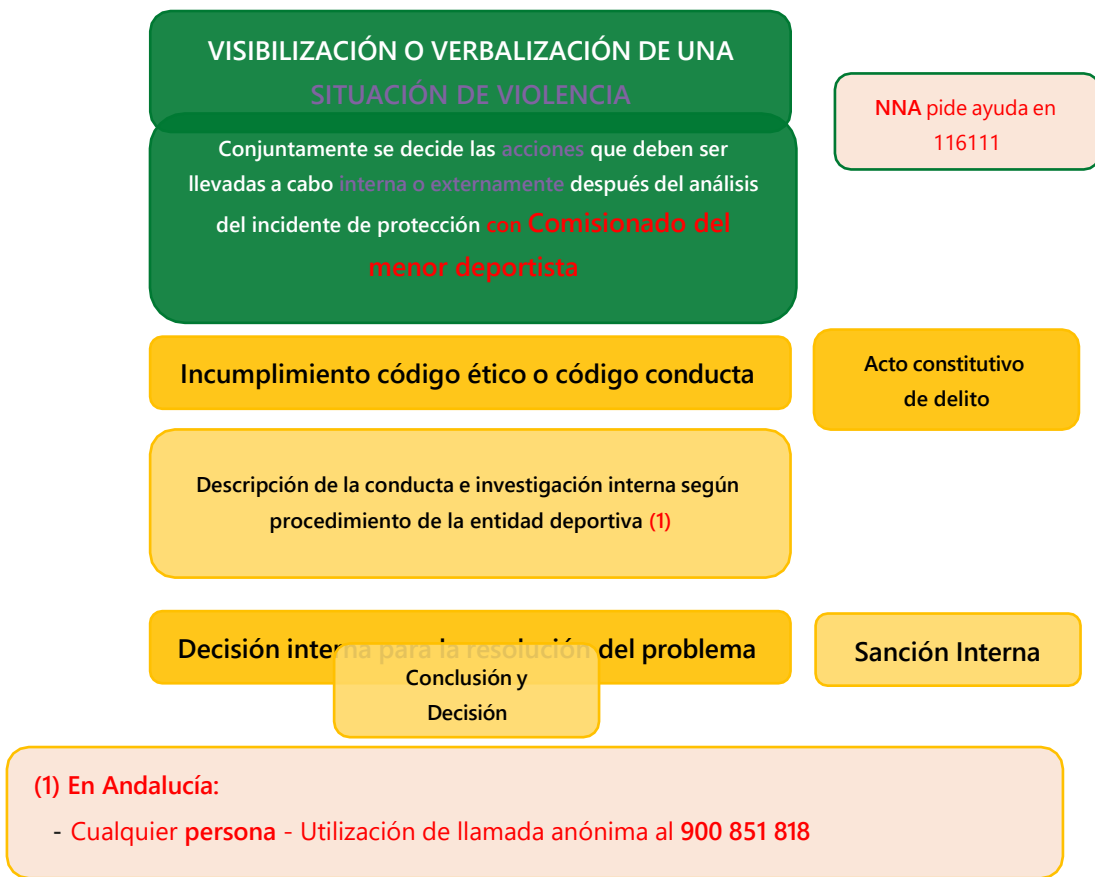 VISIBILIZACIÓN O VERBALIZACIÓN DE UNA
SITUACIÓN DE VIOLENCIA
NNA pide ayuda en
116111
Conjuntamente se decide las acciones que deben ser
llevadas a cabo interna o externamente después del análisis
del incidente de protección con Comisionado del
menor deportista
Incumplimiento código ético o código conducta
Acto constitutivo
de delito
Descripción de la conducta e investigación interna según
procedimiento de la entidad deportiva (1)
Decisión interna para la resolución del problema
Sanción Interna
Conclusión y
Decisión
(1) En Andalucía:
- Cualquier persona - Utilización de llamada anónima al 900 851 818